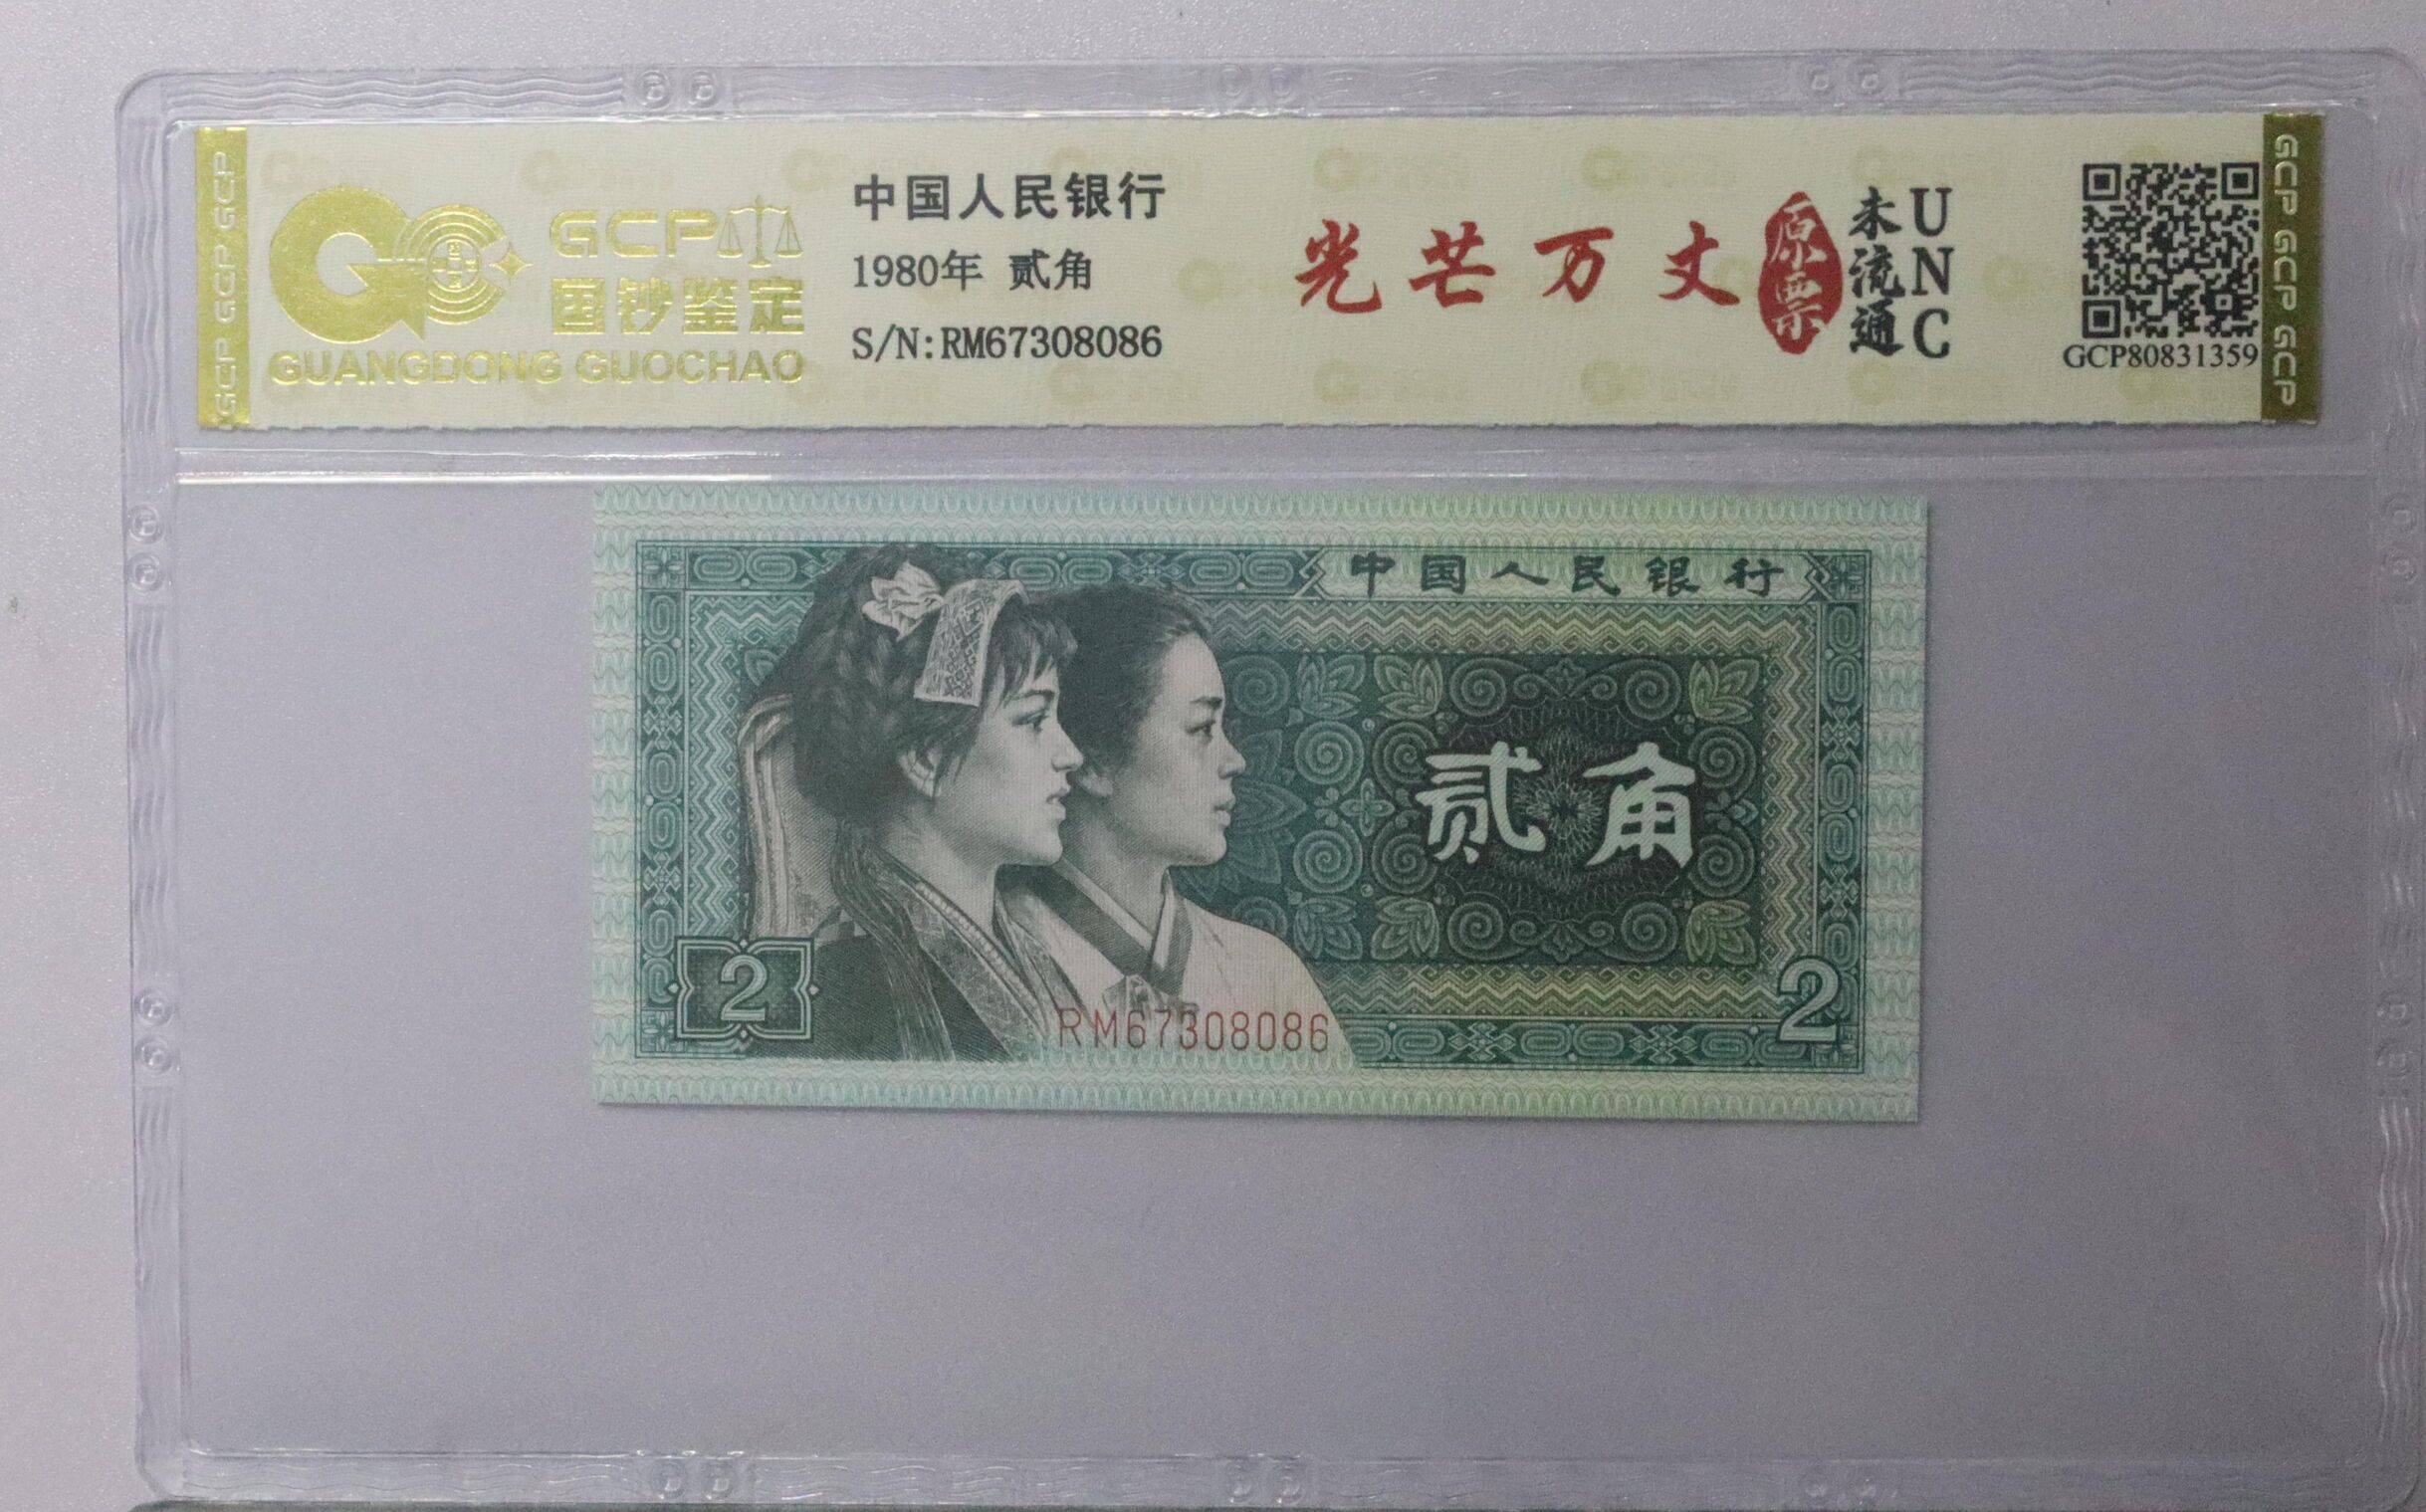 GCP GCP GCP
GCP
国钞鉴定
GUANGDONG GUOCHAO
中国人民银行
1980年 贰角
S/N:RM67308086
光芒万丈
原票
未流通
UNC
GCP80831359
GCP GCP GCP
中国人民银行
贰角
2
RM67308086
2